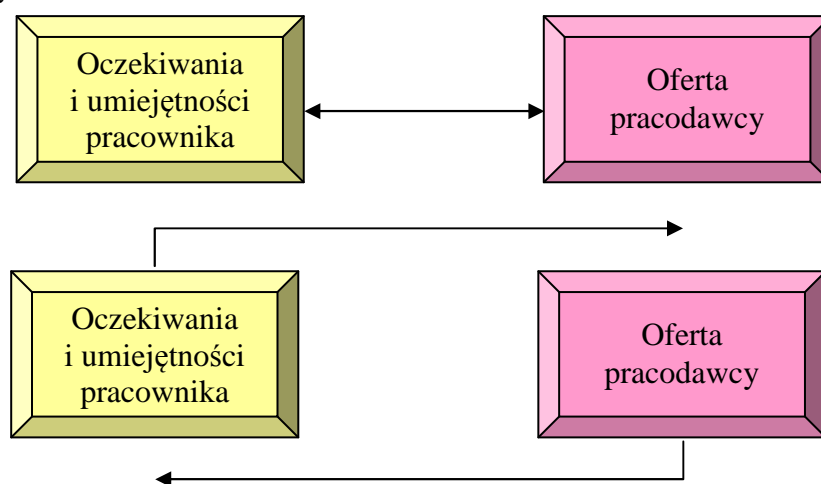 Oczekiwania
i umiejętności
pracownika
Oferta
pracodawcy
Oczekiwania
i umiejętności
pracownika
Oferta
pracodawcy